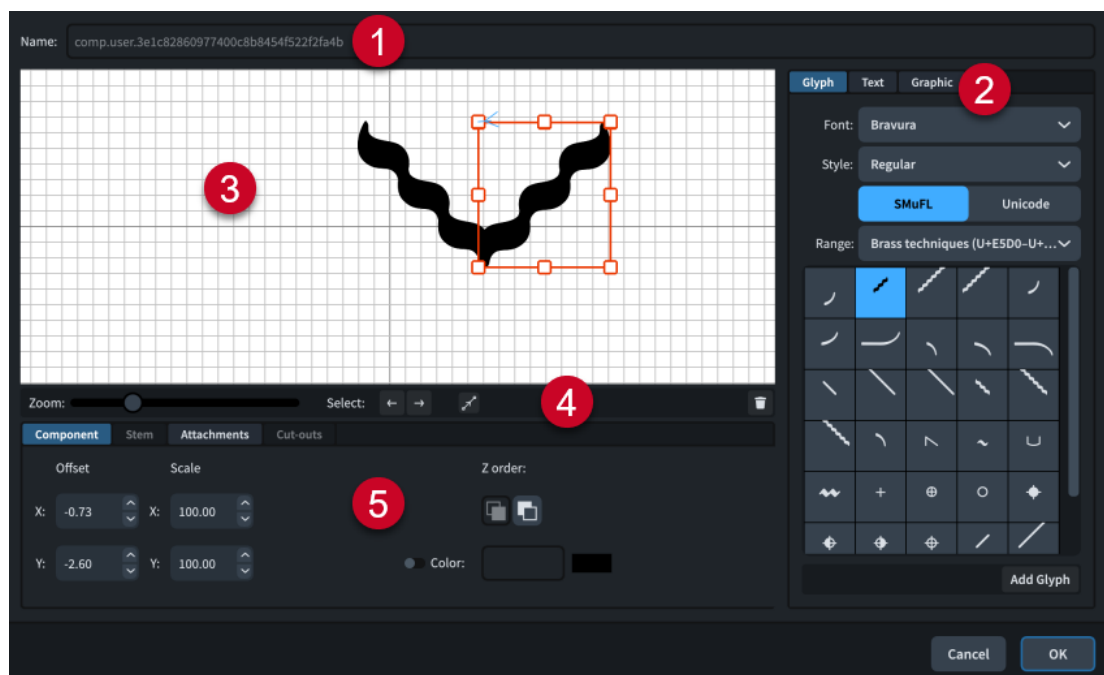 Name: comp.user.3e1c82860977400c8b8454f522f2fa4b
1
Glyph Text Graphic
2
Font: Bravura
Style: Regular
SMuFL Unicode
Range: Brass techniques (U+E5D0–U+...
3
Zoom: Select: ← →
4
Component Stem Attachments Cut-outs
Offset Scale Z order:
X: -0.73 X: 100.00
5
Y: -2.60 Y: 100.00 Color:
Add Glyph
Cancel OK